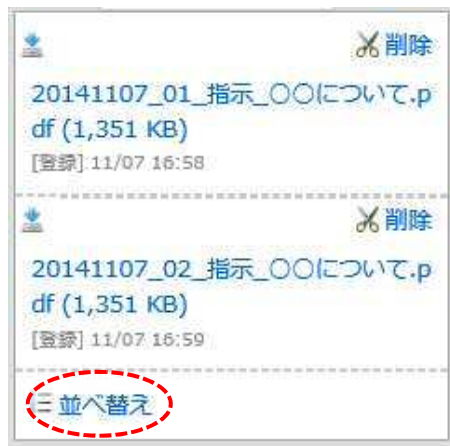 削除
20141107_01_指示_〇〇について.p
df (1,351 KB)
[登録] 11/07 16:58
削除
20141107_02_指示_〇〇について.p
df (1,351 KB)
[登録] 11/07 16:59
並べ替え